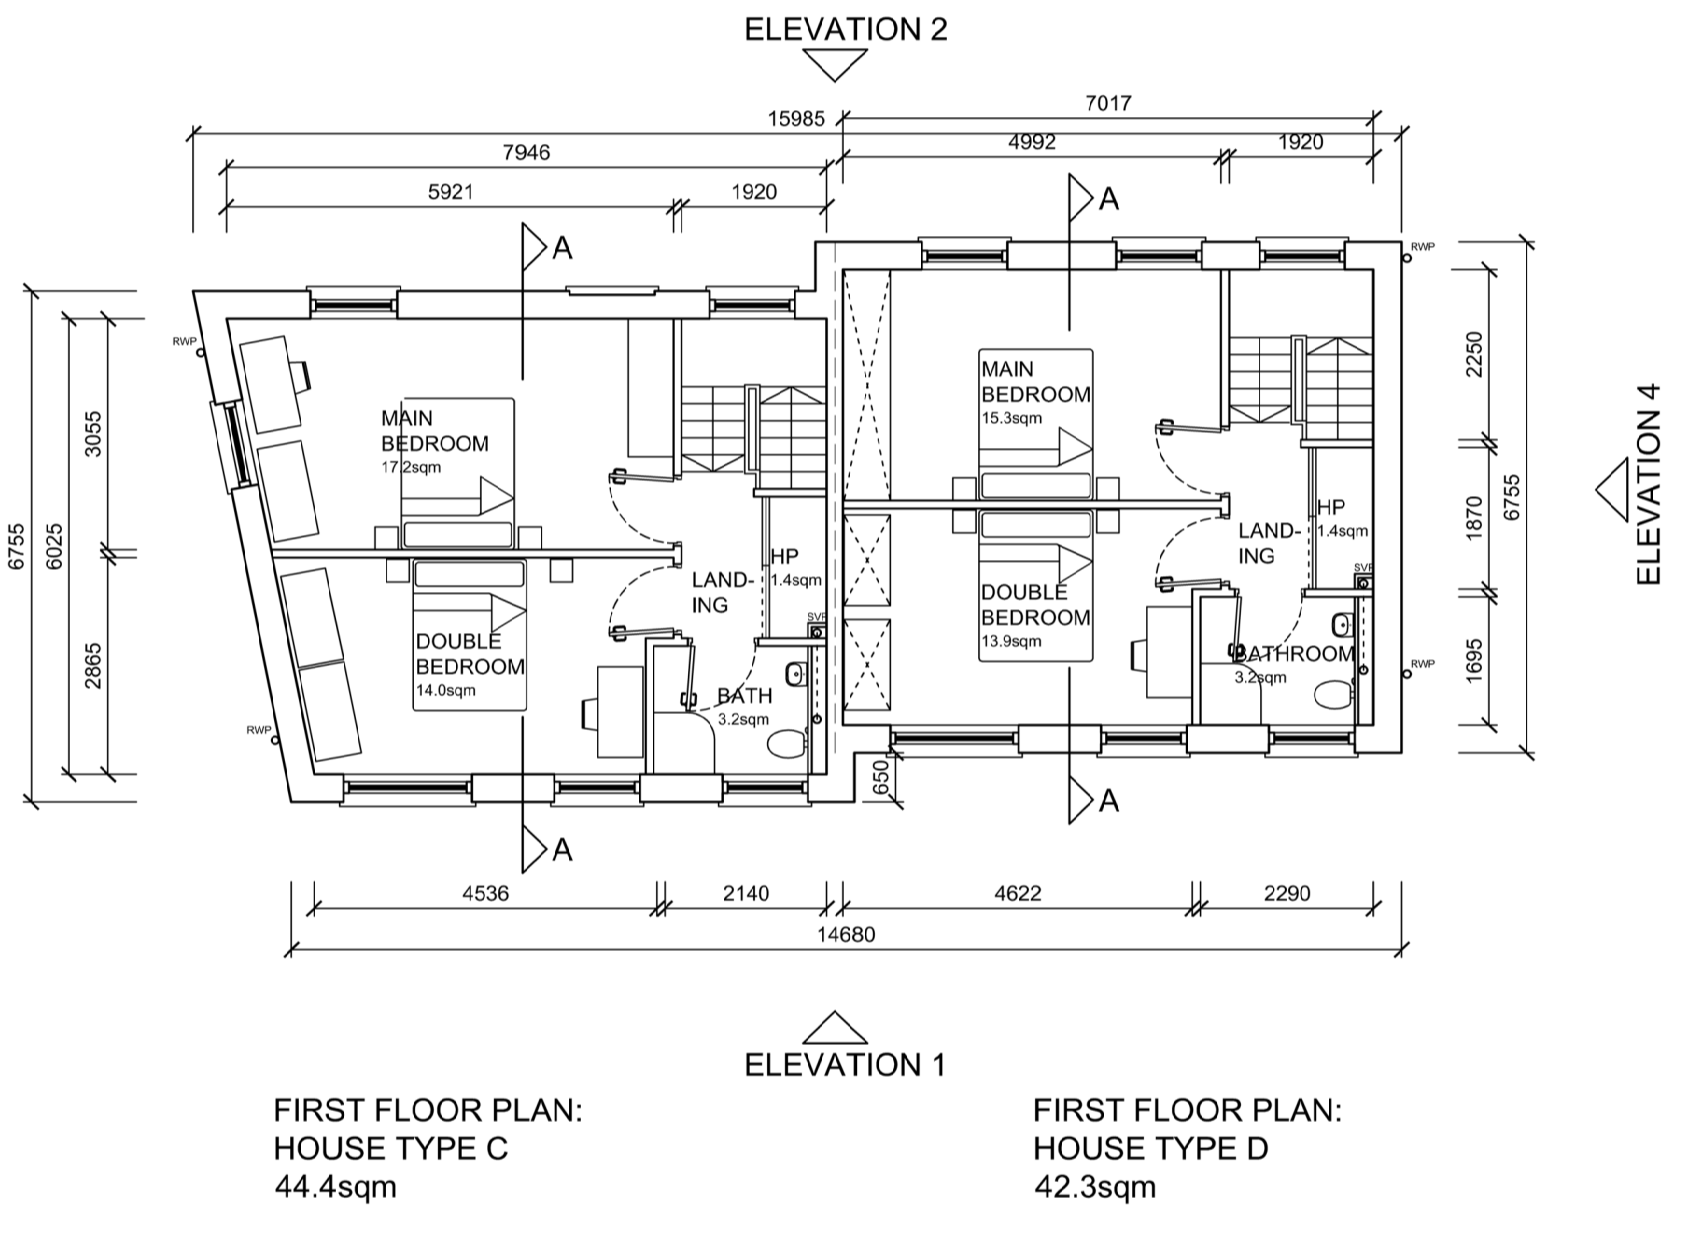 ELEVATION 2
7017
15985
4992
1920
7946
5921
1920
A
A
RWP
RWP
MAIN
BEDROOM
17.2sqm
MAIN
BEDROOM
15.3sqm
3055
2250
6755
6025
ELEVATION 4
6755
1870
HP
1.4sqm
LAND-
ING
HP
1.4sqm
LAND-
ING
SVP
SVP
DOUBLE
BEDROOM
14.0sqm
DOUBLE
BEDROOM
13.9sqm
2865
1695
BATH
3.2sqm
BATHROOM
3.2sqm
RWP
RWP
650
A
A
4536
2140
4622
2290
14680
ELEVATION 1
FIRST FLOOR PLAN:
HOUSE TYPE C
44.4sqm
FIRST FLOOR PLAN:
HOUSE TYPE D
42.3sqm